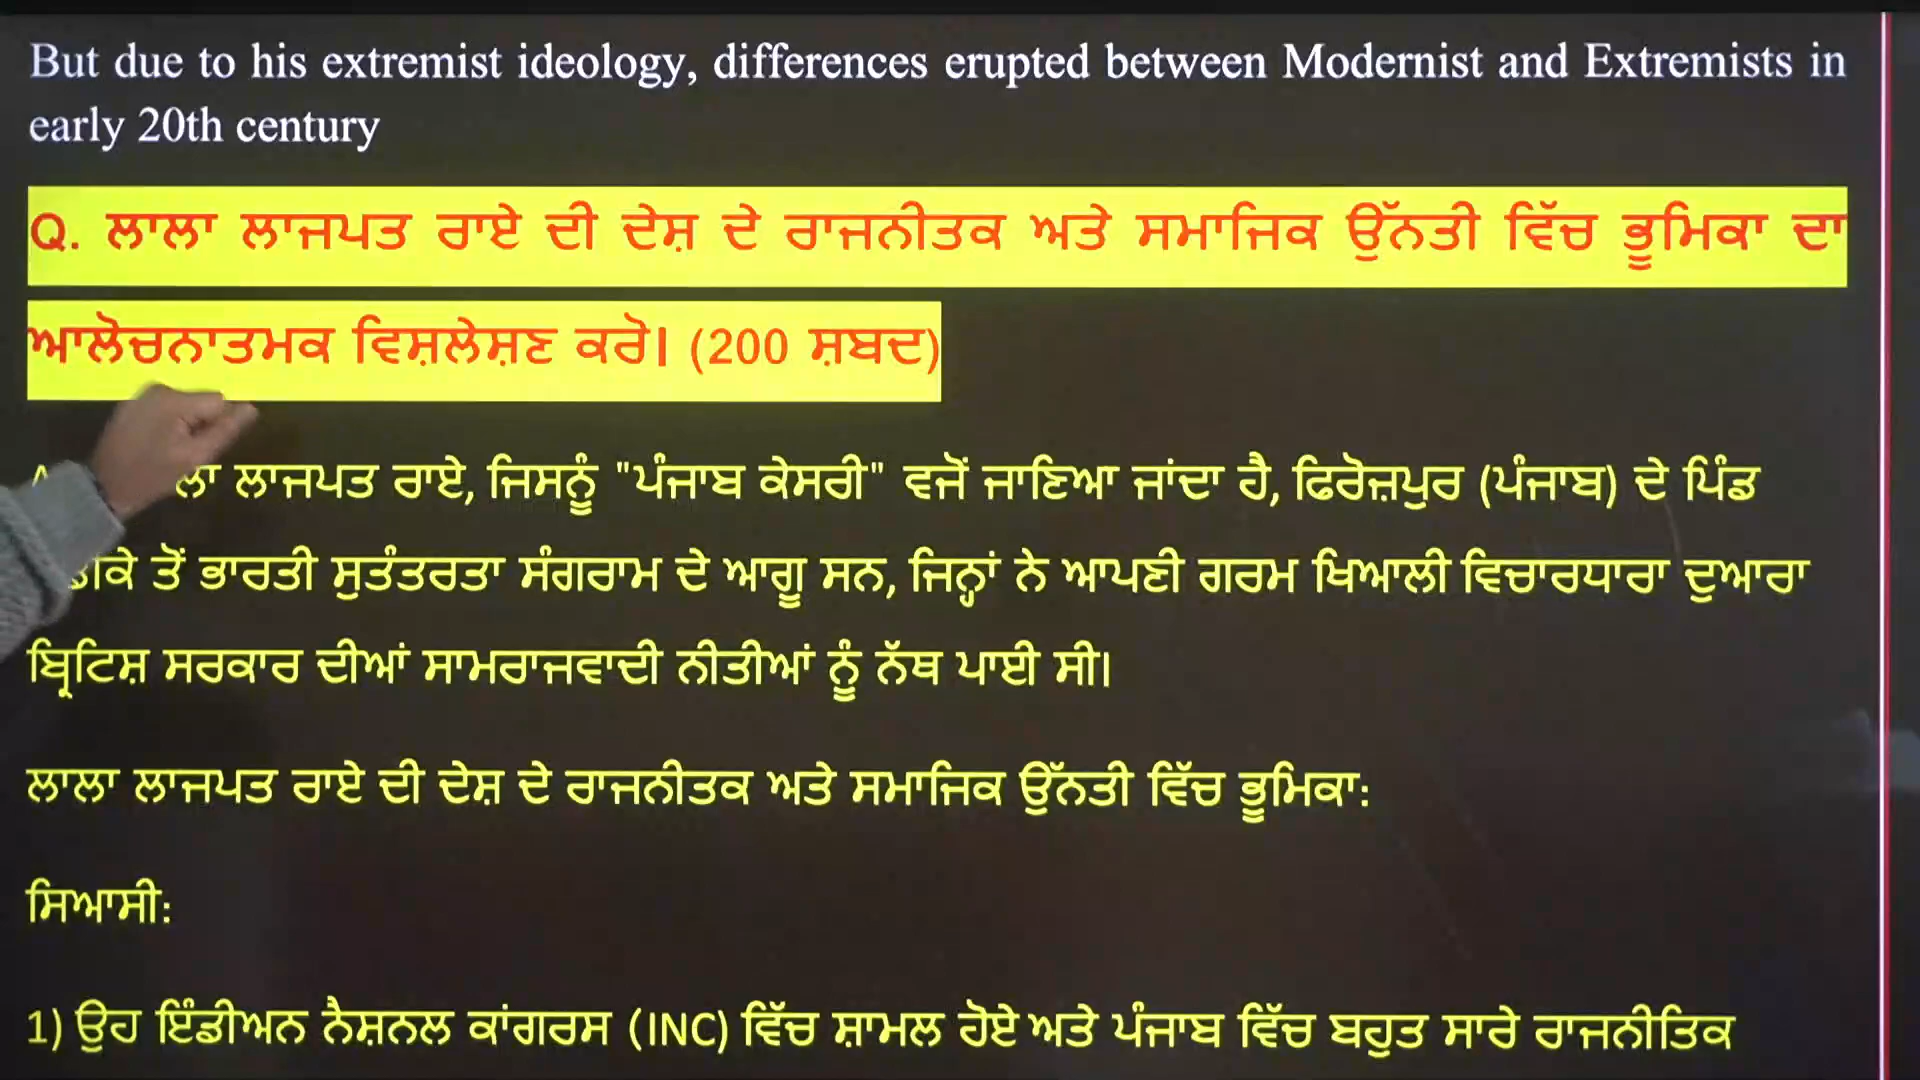 But due to his extremist ideology, differences erupted between Modernist and Extremists in
early 20th century
Q. ਲਾਲਾ ਲਾਜਪਤ ਰਾਏ ਦੀ ਦੇਸ਼ ਦੇ ਰਾਜਨੀਤਕ ਅਤੇ ਸਮਾਜਿਕ ਉੱਨਤੀ ਵਿੱਚ ਭੂਮਿਕਾ ਦਾ
ਆਲੋਚਨਾਤਮਕ ਵਿਸ਼ਲੇਸ਼ਣ ਕਰੋ। (200 ਸ਼ਬਦ)
ਲਾਜਪਤ ਰਾਏ, ਜਿਸਨੂੰ "ਪੰਜਾਬ ਕੇਸਰੀ" ਵਜੋਂ ਜਾਣਿਆ ਜਾਂਦਾ ਹੈ, ਫਿਰੋਜ਼ਪੁਰ (ਪੰਜਾਬ) ਦੇ ਪਿੰਡ
ਤੋਂ ਭਾਰਤੀ ਸੁਤੰਤਰਤਾ ਸੰਗਰਾਮ ਦੇ ਆਗੂ ਸਨ, ਜਿਨ੍ਹਾਂ ਨੇ ਆਪਣੀ ਗਰਮ ਖਿਆਲੀ ਵਿਚਾਰਧਾਰਾ ਦੁਆਰਾ
ਬ੍ਰਿਟਿਸ਼ ਸਰਕਾਰ ਦੀਆਂ ਸਾਮਰਾਜਵਾਦੀ ਨੀਤੀਆਂ ਨੂੰ ਨੱਥ ਪਾਈ ਸੀ।
ਲਾਲਾ ਲਾਜਪਤ ਰਾਏ ਦੀ ਦੇਸ਼ ਦੇ ਰਾਜਨੀਤਕ ਅਤੇ ਸਮਾਜਿਕ ਉੱਨਤੀ ਵਿੱਚ ਭੂਮਿਕਾ:
ਸਿਆਸੀ:
1) ਉਹ ਇੰਡੀਅਨ ਨੈਸ਼ਨਲ ਕਾਂਗਰਸ (INC) ਵਿੱਚ ਸ਼ਾਮਲ ਹੋਏ ਅਤੇ ਪੰਜਾਬ ਵਿੱਚ ਬਹੁਤ ਸਾਰੇ ਰਾਜਨੀਤਿਕ